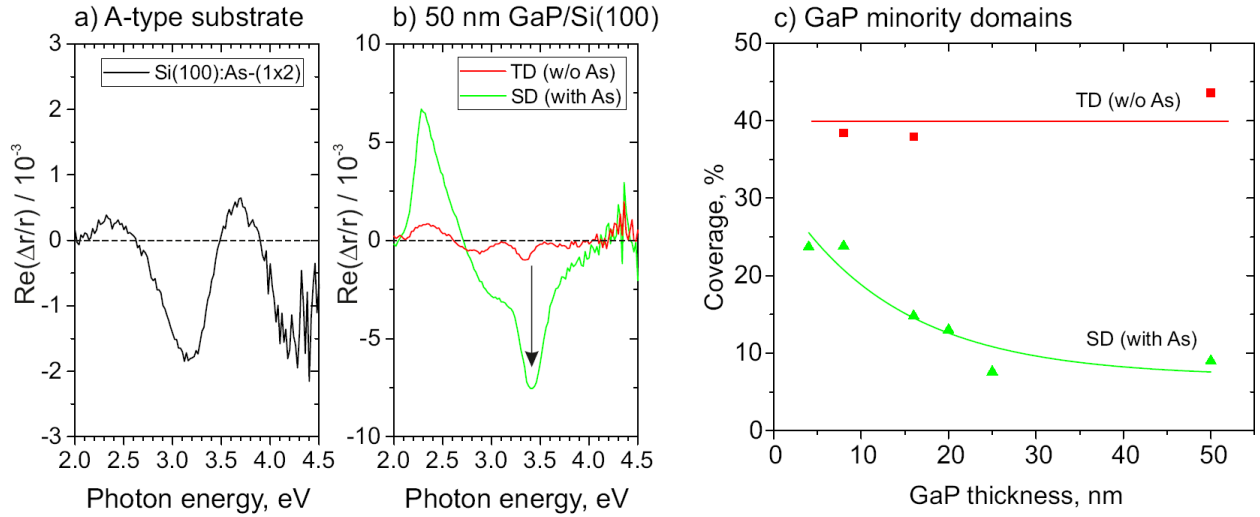 a) A-type substrate
Si(100):As-(1x2)
Re(Δr/r) / 10⁻³
3
2
1
0
-1
-2
-3
2.0 2.5 3.0 3.5 4.0 4.5
Photon energy, eV
b) 50 nm GaP/Si(100)
TD (w/o As)
SD (with As)
Re(Δr/r) / 10⁻³
10
5
0
-5
-10
2.0 2.5 3.0 3.5 4.0 4.5
Photon energy, eV
c) GaP minority domains
TD (w/o As)
SD (with As)
Coverage, %
50
40
30
20
10
0
0 10 20 30 40 50
GaP thickness, nm